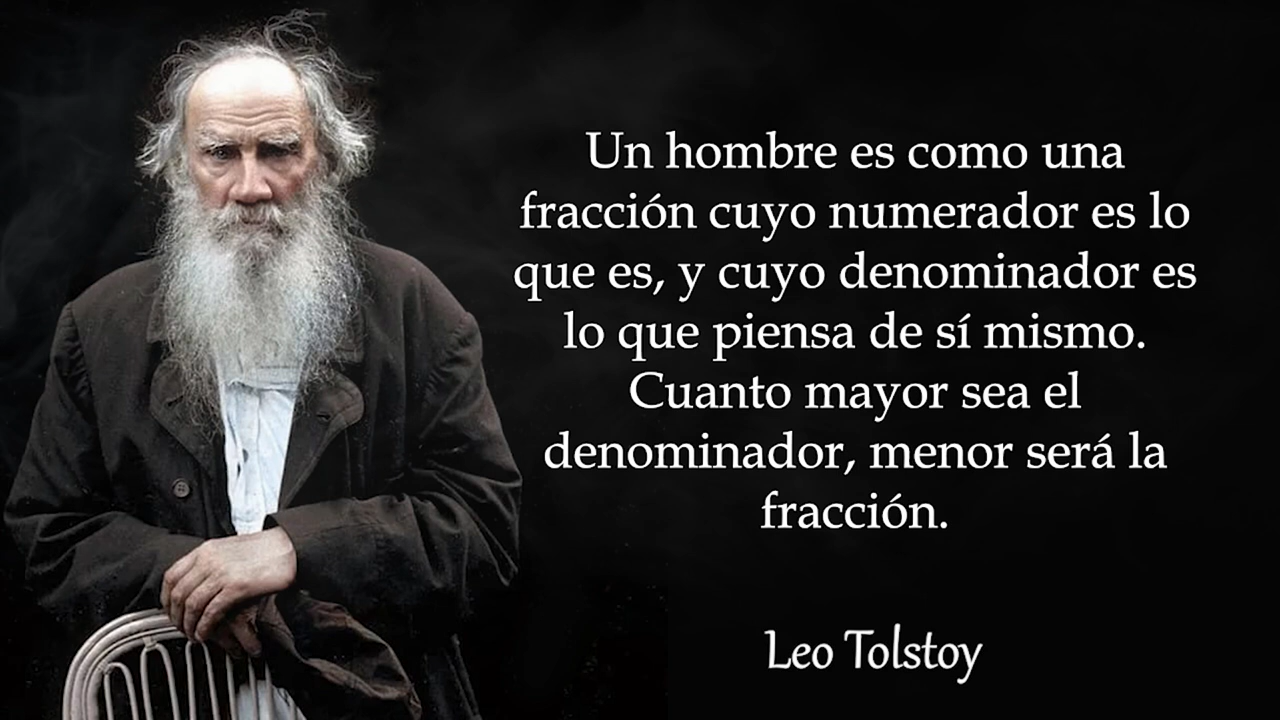 Un hombre es como una
fracción cuyo numerador es lo
que es, y cuyo denominador es
lo que piensa de sí mismo.
Cuanto mayor sea el
denominador, menor será la
fracción.
Leo Tolstoy